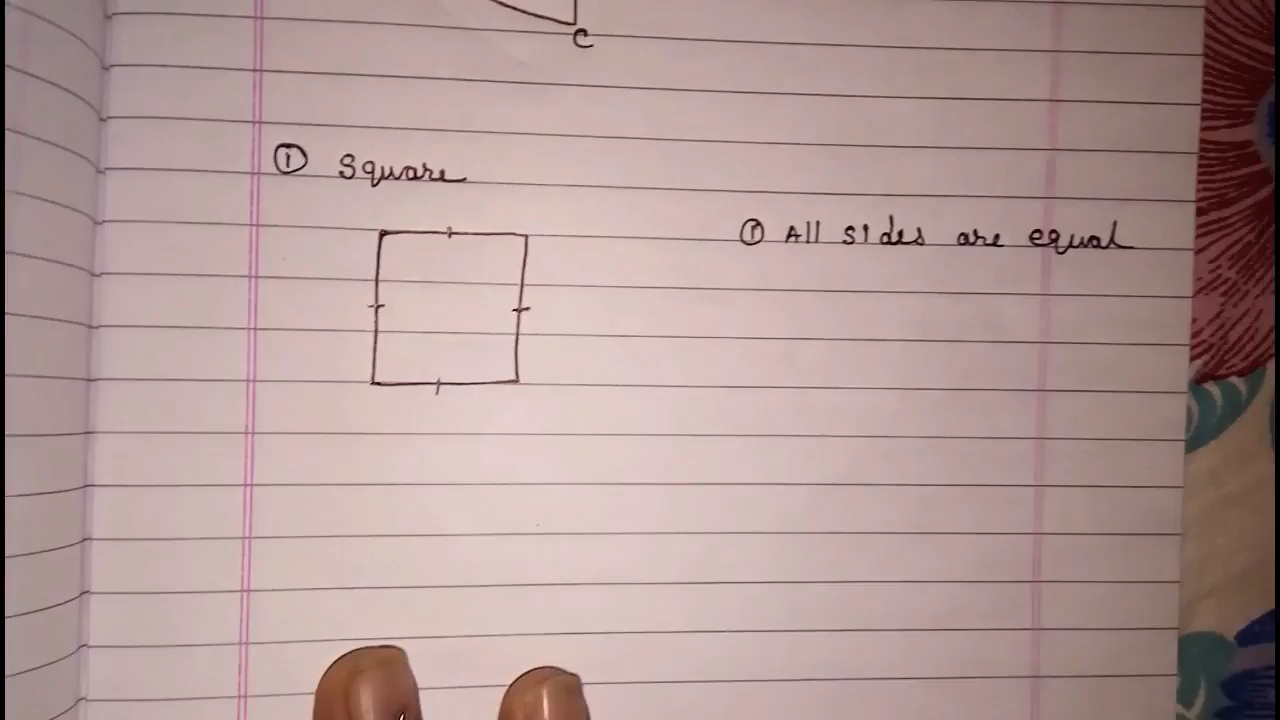 C
① Square
① All sides are equal